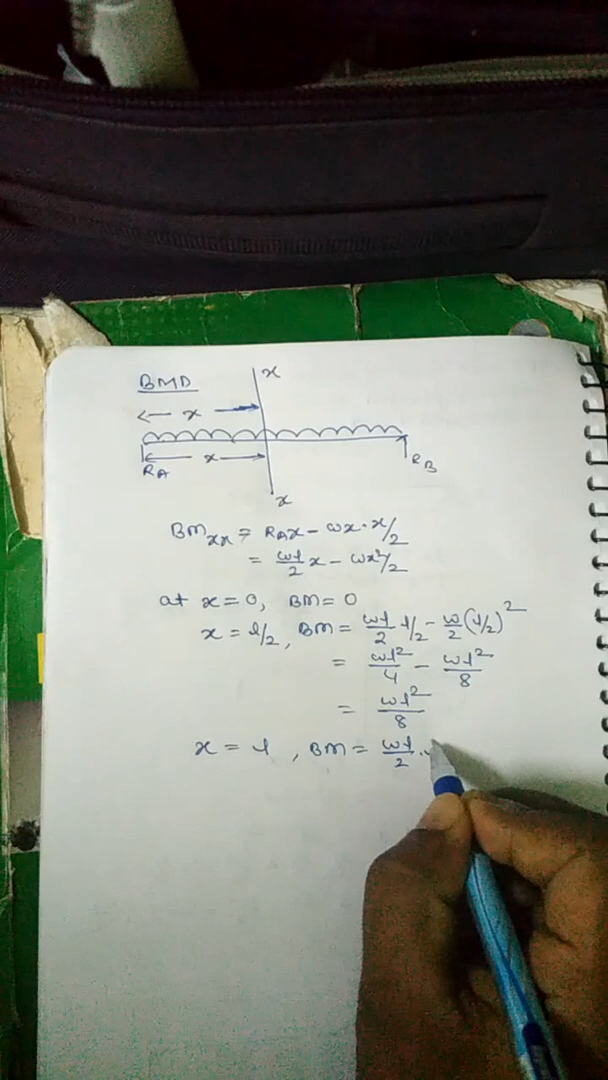 BMD
x
← x →
← x →
RA
RB
x
BMxx = RAx - ωx·x/2
= ωl/2 x - ωx²/2
at x=0, BM=0
x = l/2, BM = ωl/2 l/2 - ω/2 (l/2)²
= ωl²/4 - ωl²/8
= ωl²/8
x = l, BM = ωl/2 .